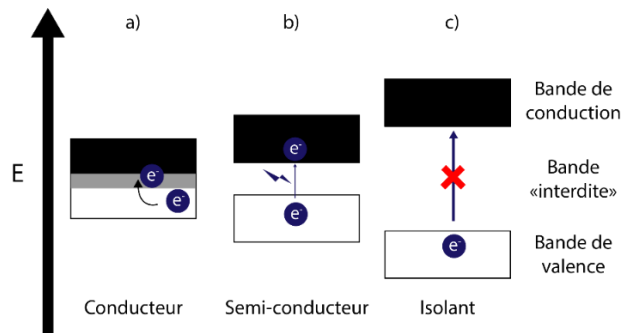 a)
b)
c)
E
e-
e-
e-
e-
e-
Bande de
conduction
Bande
«interdite»
Bande de
valence
Conducteur
Semi-conducteur
Isolant